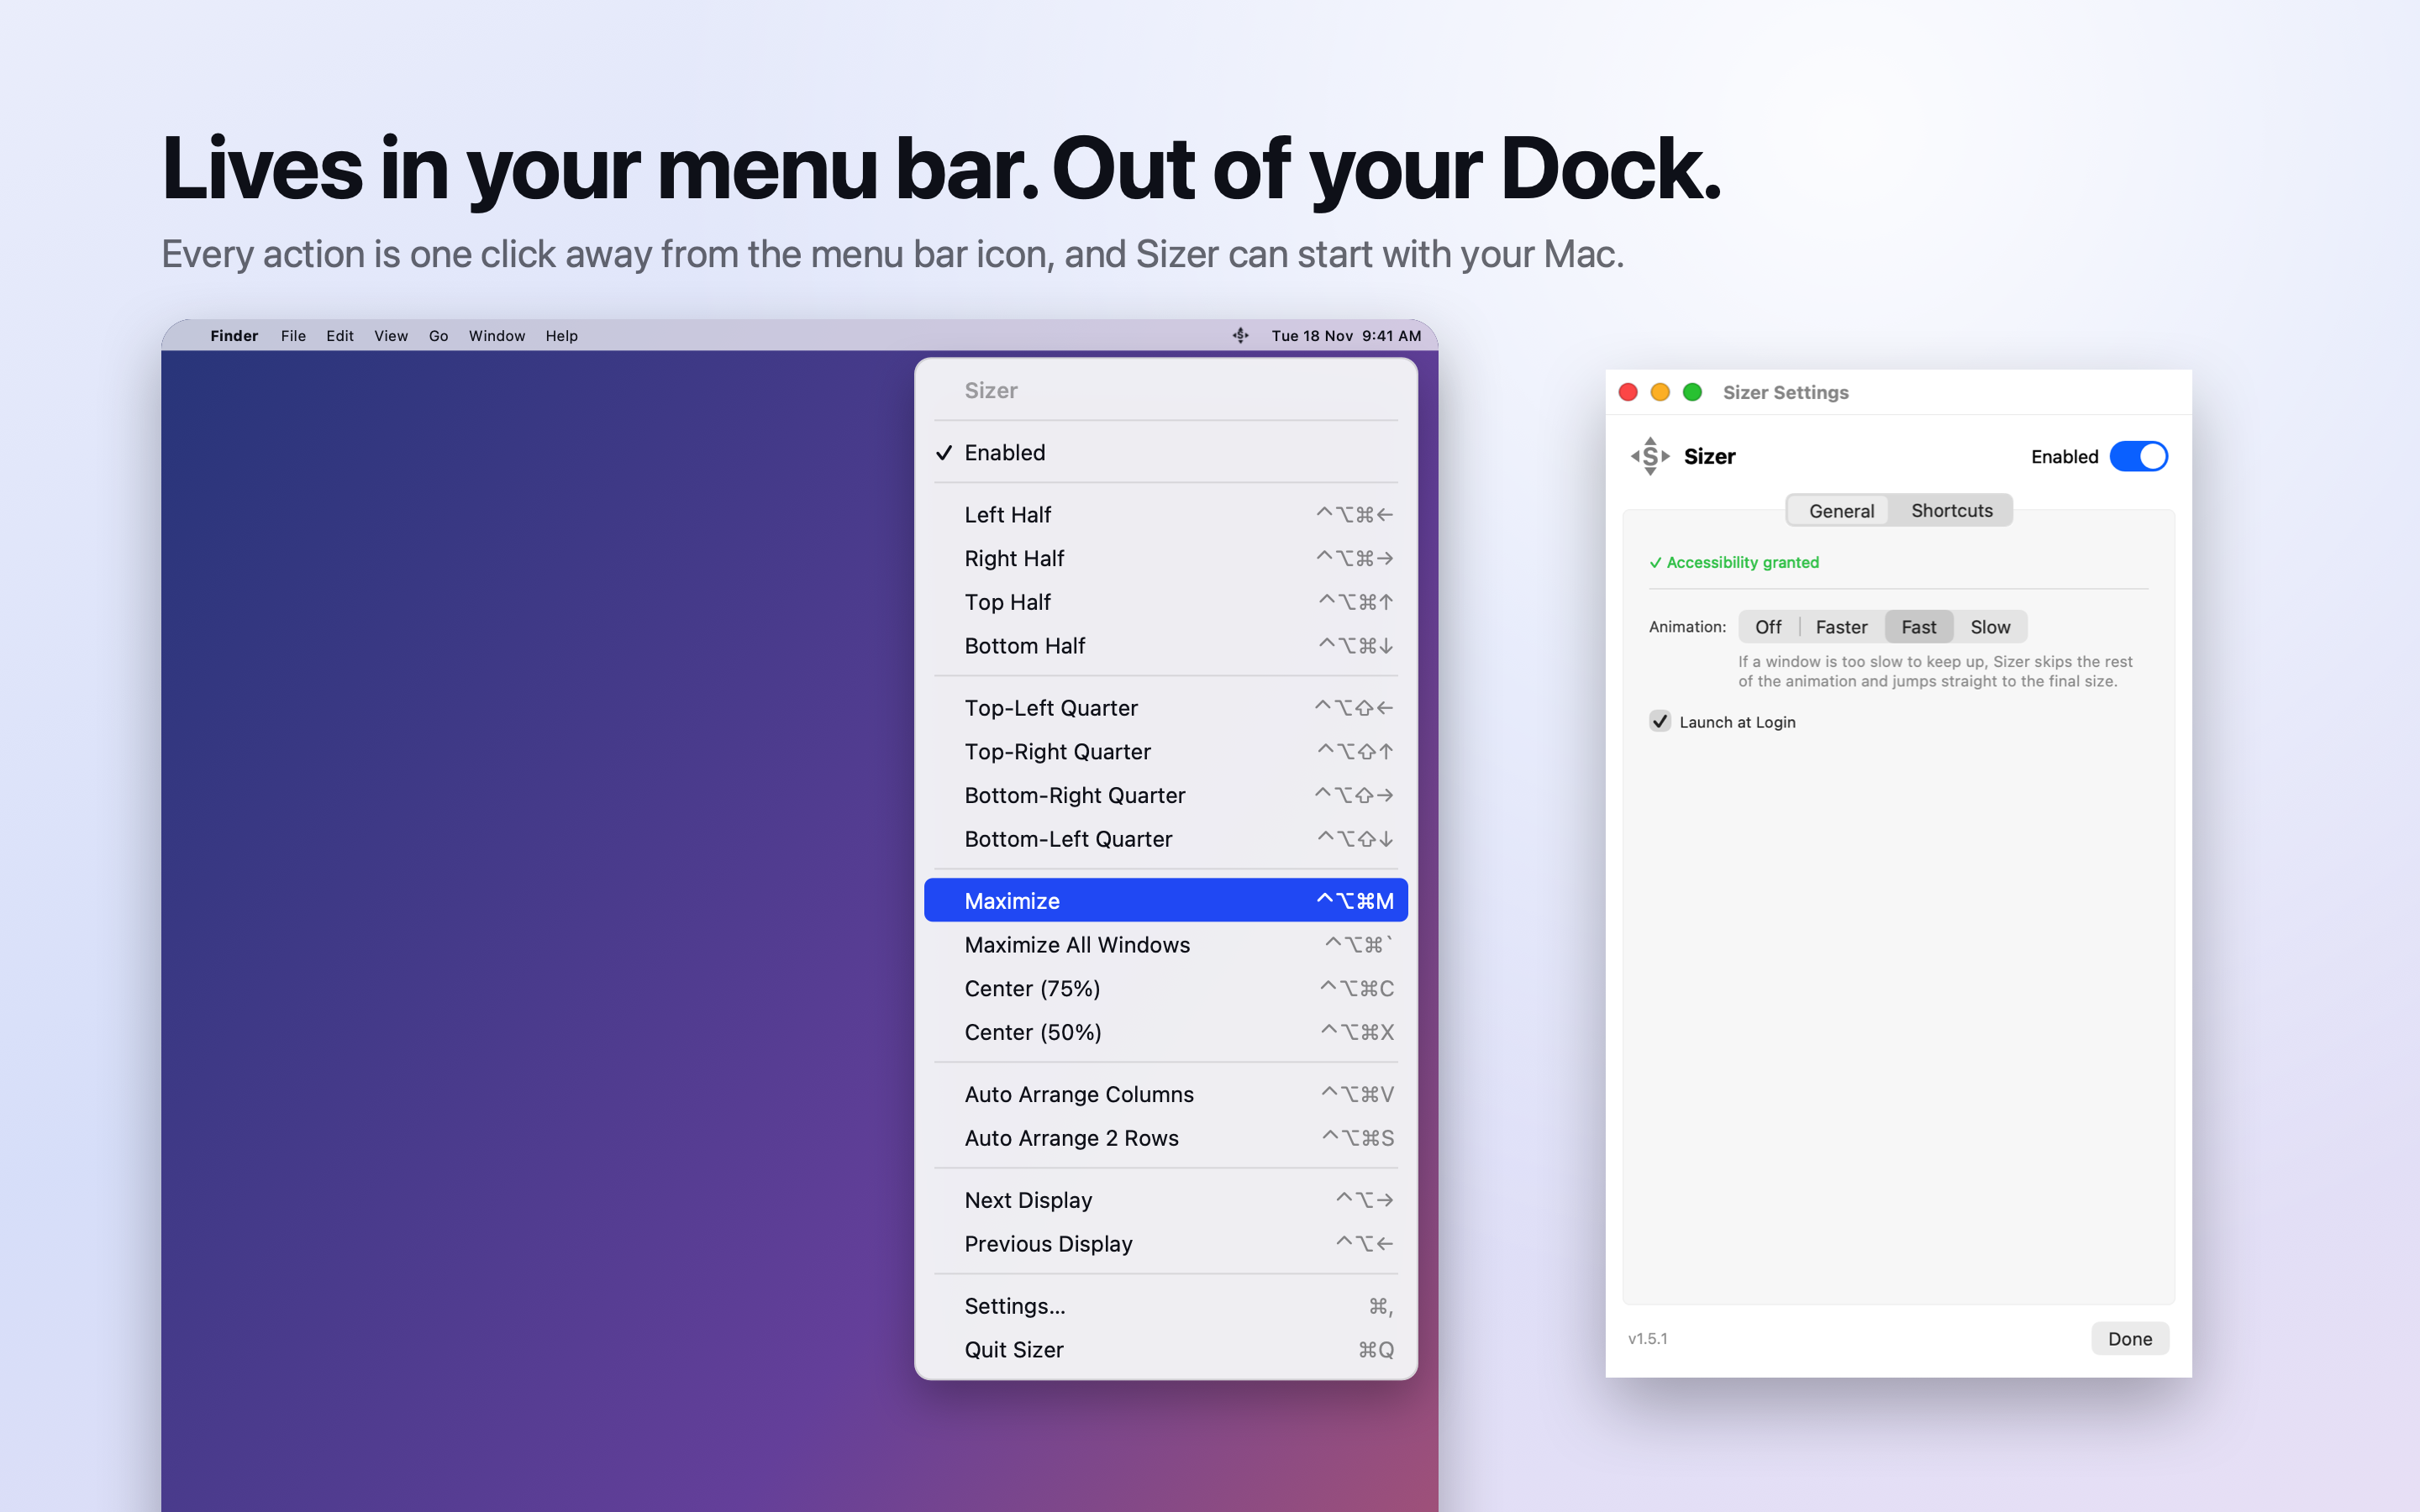 Lives in your menu bar. Out of your Dock.
Every action is one click away from the menu bar icon, and Sizer can start with your Mac.
Finder File Edit View Go Window Help S Tue 18 Nov 9:41 AM
Sizer
✓ Enabled
Left Half ^⌥⌘←
Right Half ^⌥⌘→
Top Half ^⌥⌘↑
Bottom Half ^⌥⌘↓
Top-Left Quarter ^⌥⇧←
Top-Right Quarter ^⌥⇧↑
Bottom-Right Quarter ^⌥⇧→
Bottom-Left Quarter ^⌥⇧↓
Maximize ^⌥⌘M
Maximize All Windows ^⌥⌘`
Center (75%) ^⌥⌘C
Center (50%) ^⌥⌘X
Auto Arrange Columns ^⌥⌘V
Auto Arrange 2 Rows ^⌥⌘S
Next Display ^⌥→
Previous Display ^⌥←
Settings... ⌘,
Quit Sizer ⌘Q
Sizer Settings
S Sizer Enabled
General Shortcuts
✓ Accessibility granted
Animation: Off Faster Fast Slow
If a window is too slow to keep up, Sizer skips the rest
of the animation and jumps straight to the final size.
✓ Launch at Login
v1.5.1 Done